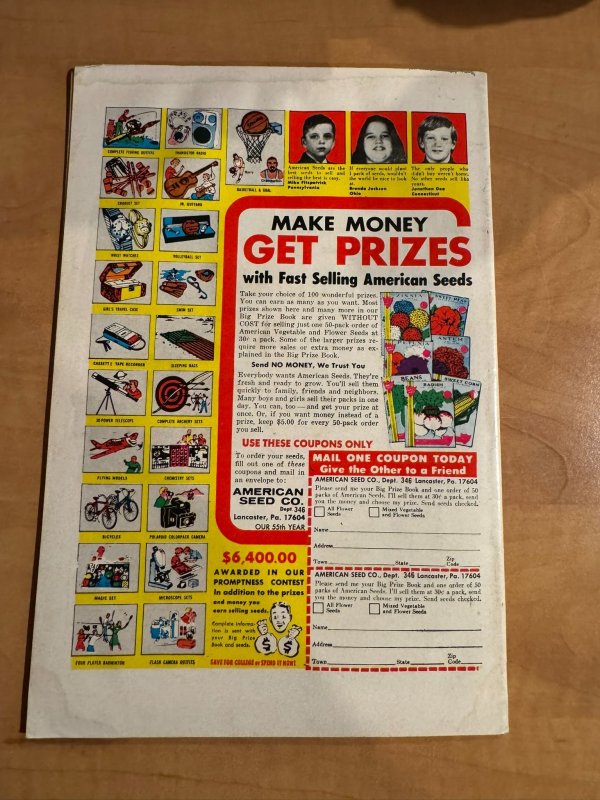 COMPLETE FISHING OUTFITS
TRANSISTOR RADIO
BASKETBALL & GOAL
CROQUET SET
JR. GUITARS
WRIST WATCHES
VOLLEYBALL SET
GIRL'S TRAVEL CASE
SWIM SET
CASSETTE TAPE RECORDER
SLEEPING BAGS
30-POWER TELESCOPE
COMPLETE ARCHERY SETS
FLYING MODELS
CHEMISTRY SETS
BICYCLES
POLAROID COLORPACK CAMERA
MAGIC SET
MICROSCOPE SETS
FOUR PLAYER BADMINTON
FLASH CAMERA OUTFITS
American Seeds are the
best seeds to sell and
selling the best is easy.
Mike Fitzpatrick
Pennsylvania
If everyone would plant
1 pack of seeds, wouldn't
the world be nice to look
at.
Brenda Jackson
Ohio
The only people who
didn't buy weren't home.
No other seeds sell like
yours.
Jonathan Dee
Connecticut
MAKE MONEY
GET PRIZES
with Fast Selling American Seeds
Take your choice of 100 wonderful prizes.
You can earn as many as you want. Most
prizes shown here and many more in our
Big Prize Book are given WITHOUT
COST for selling just one 50-pack order of
American Vegetable and Flower Seeds at
30¢ a pack. Some of the larger prizes re-
quire more sales or extra money as ex-
plained in the Big Prize Book.
Send NO MONEY, We Trust You
Everybody wants American Seeds. They're
fresh and ready to grow. You'll sell them
quickly to family, friends and neighbors.
Many boys and girls sell their packs in one
day. You can, too — and get your prize at
once. Or, if you want money instead of a
prize, keep $5.00 for every 50-pack order
you sell.
ZINNIA
SWEET PEAS
ASTER
BEANS
RADISH
SWEET CORN
USE THESE COUPONS ONLY
To order your seeds,
fill out one of these
coupons and mail in
an envelope to:
AMERICAN
SEED CO.
Dept 346
Lancaster, Pa. 17604
OUR 55th YEAR
MAIL ONE COUPON TODAY
Give the Other to a Friend
AMERICAN SEED CO., Dept. 346 Lancaster, Pa. 17604
Please send me your Big Prize Book and one order of 50
packs of American Seeds. I'll sell them at 30¢ a pack, send
you the money and choose my prize. Send seeds checked.
All Flower Seeds
Mixed Vegetable and Flower Seeds
Name
Address
Town State Zip Code
AMERICAN SEED CO., Dept. 346 Lancaster, Pa. 17604
Please send me your Big Prize Book and one order of 50
packs of American Seeds. I'll sell them at 30¢ a pack, send
you the money and choose my prize. Send seeds checked.
All Flower Seeds
Mixed Vegetable and Flower Seeds
Name
Address
Town State Zip Code
$6,400.00
AWARDED IN OUR
PROMPTNESS CONTEST
In addition to the prizes
and money you
earn selling seeds.
Complete informa-
tion is sent with
your Big Prize
Book and seeds.
$ $
SAVE FOR COLLEGE or SPEND IT NOW!